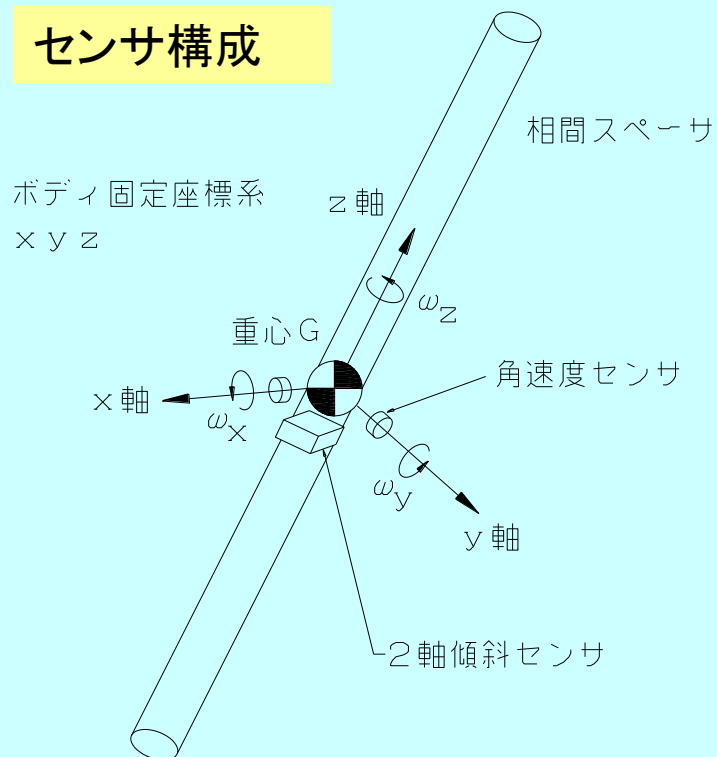 センサ構成
相間スペーサ
ボディ固定座標系
xyz
z軸
ωz
重心G
角速度センサ
x軸
ωx
ωy
y軸
2軸傾斜センサ